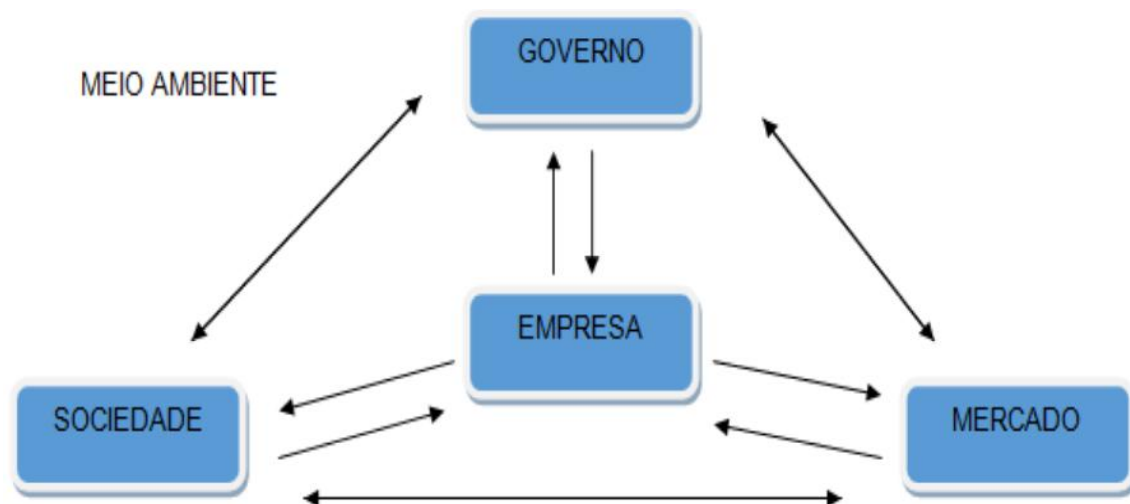 GOVERNO
MEIO AMBIENTE
EMPRESA
SOCIEDADE
MERCADO